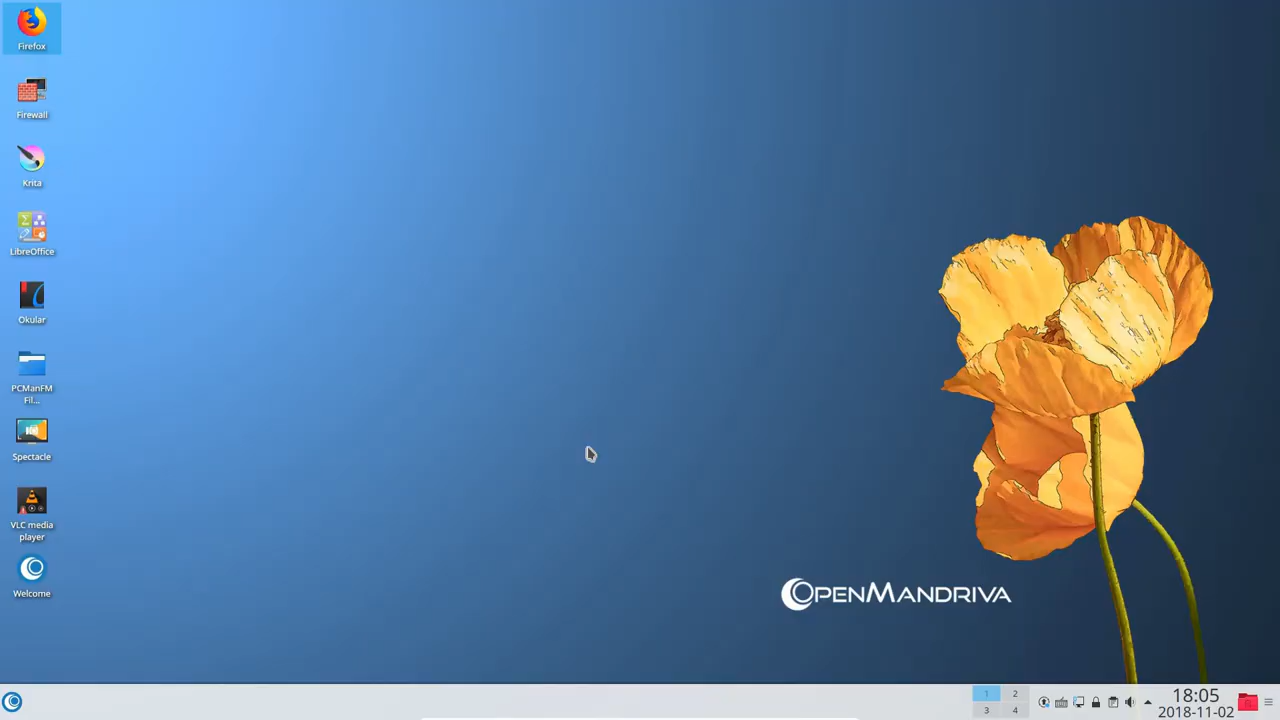 Firefox
Firewall
Krita
LibreOffice
Okular
PCManFM
Fil...
Spectacle
VLC media
player
Welcome
OPENMANDRIVA
1 2
3 4
18:05
2018-11-02